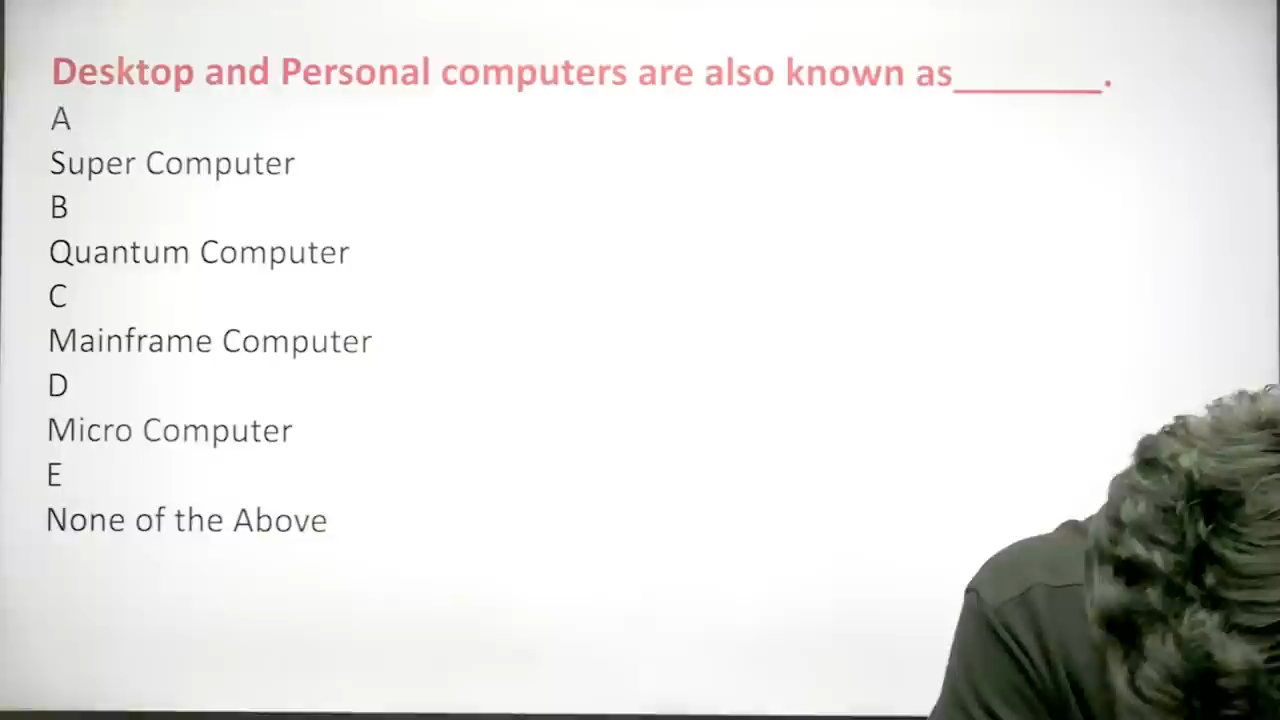 Desktop and Personal computers are also known as_______.
A
Super Computer
B
Quantum Computer
C
Mainframe Computer
D
Micro Computer
E
None of the Above